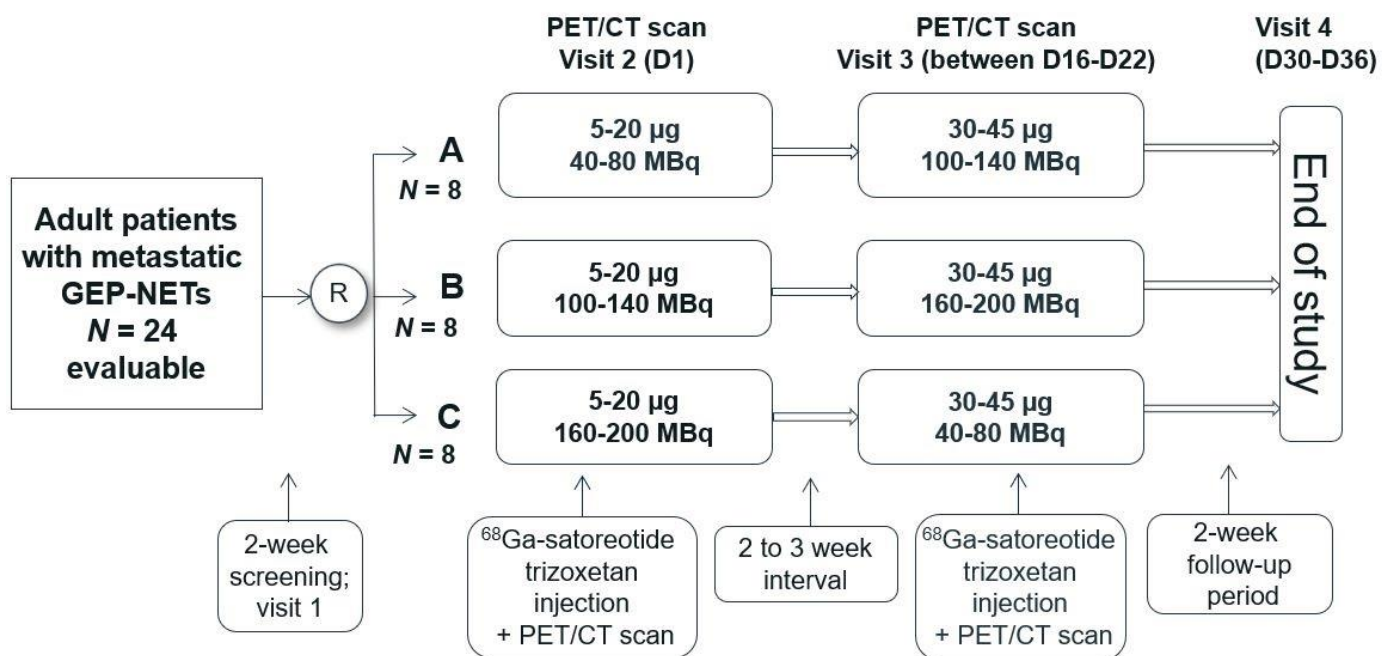 PET/CT scan
Visit 2 (D1)
PET/CT scan
Visit 3 (between D16-D22)
Visit 4
(D30-D36)
Adult patients
with metastatic
GEP-NETs
N = 24
evaluable
R
A
N = 8
5-20 µg
40-80 MBq
30-45 µg
100-140 MBq
B
N = 8
5-20 µg
100-140 MBq
30-45 µg
160-200 MBq
C
N = 8
5-20 µg
160-200 MBq
30-45 µg
40-80 MBq
End of study
2-week
screening;
visit 1
⁶⁸Ga-satoreotide
trizoxetan
injection
+ PET/CT scan
2 to 3 week
interval
⁶⁸Ga-satoreotide
trizoxetan
injection
+ PET/CT scan
2-week
follow-up
period